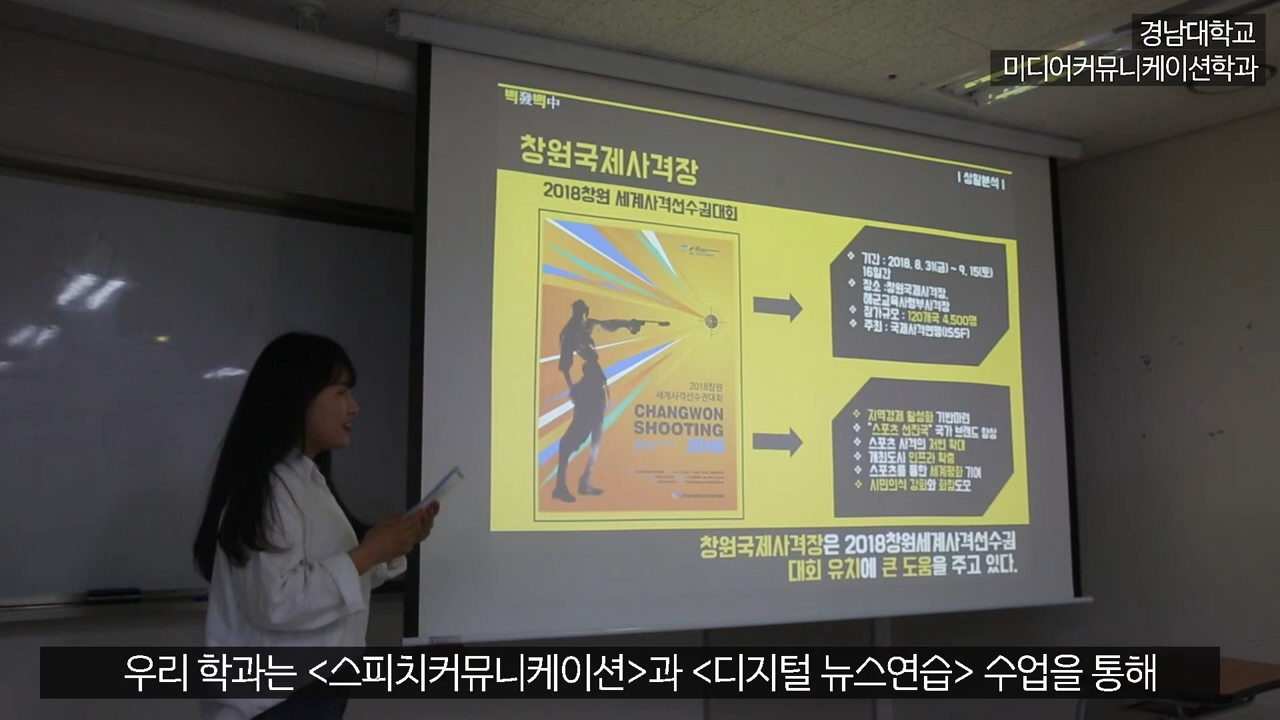 경남대학교
미디어커뮤니케이션학과
백發백中
창원국제사격장
| 상황분석 |
2018창원 세계사격선수권대회
❖ 기간 : 2018. 8. 31(금) ~ 9. 15(토)
16일간
❖ 장소 :창원국제사격장,
해군교육사령부사격장
❖ 참가규모 : 120개국 4,500명
❖ 주최 : 국제사격연맹(ISSF)
2018창원
세계사격선수권대회
CHANGWON
SHOOTING
2018
❖ 지역경제 활성화 기반마련
❖ "스포츠 선진국" 국가 브랜드 향상
❖ 스포츠 사격의 저변 확대
❖ 개최도시 인프라 확충
❖ 스포츠를 통한 세계평화 기여
❖ 시민의식 강화와 화합도모
창원국제사격장은 2018창원세계사격선수권
대회 유치에 큰 도움을 주고 있다.
우리 학과는 <스피치커뮤니케이션>과 <디지털 뉴스연습> 수업을 통해